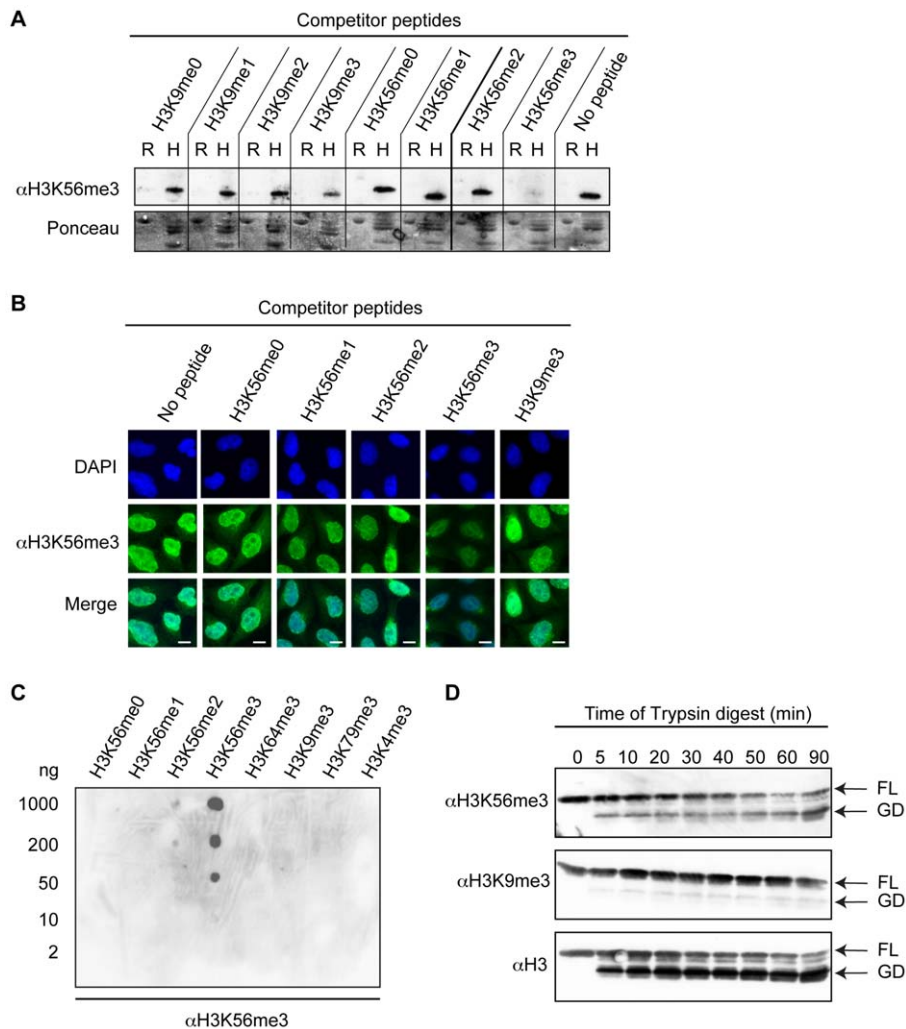 A
Competitor peptides
H3K9me0 H3K9me1 H3K9me2 H3K9me3 H3K56me0 H3K56me1 H3K56me2 H3K56me3 No peptide
R H R H R H R H R H R H R H R H R H
αH3K56me3
Ponceau
B
Competitor peptides
No peptide H3K56me0 H3K56me1 H3K56me2 H3K56me3 H3K9me3
DAPI
αH3K56me3
Merge
C
H3K56me0 H3K56me1 H3K56me2 H3K56me3 H3K64me3 H3K9me3 H3K79me3 H3K4me3
ng
1000
200
50
10
2
αH3K56me3
D
Time of Trypsin digest (min)
0 5 10 20 30 40 50 60 90
αH3K56me3
FL
GD
αH3K9me3
FL
GD
αH3
FL
GD